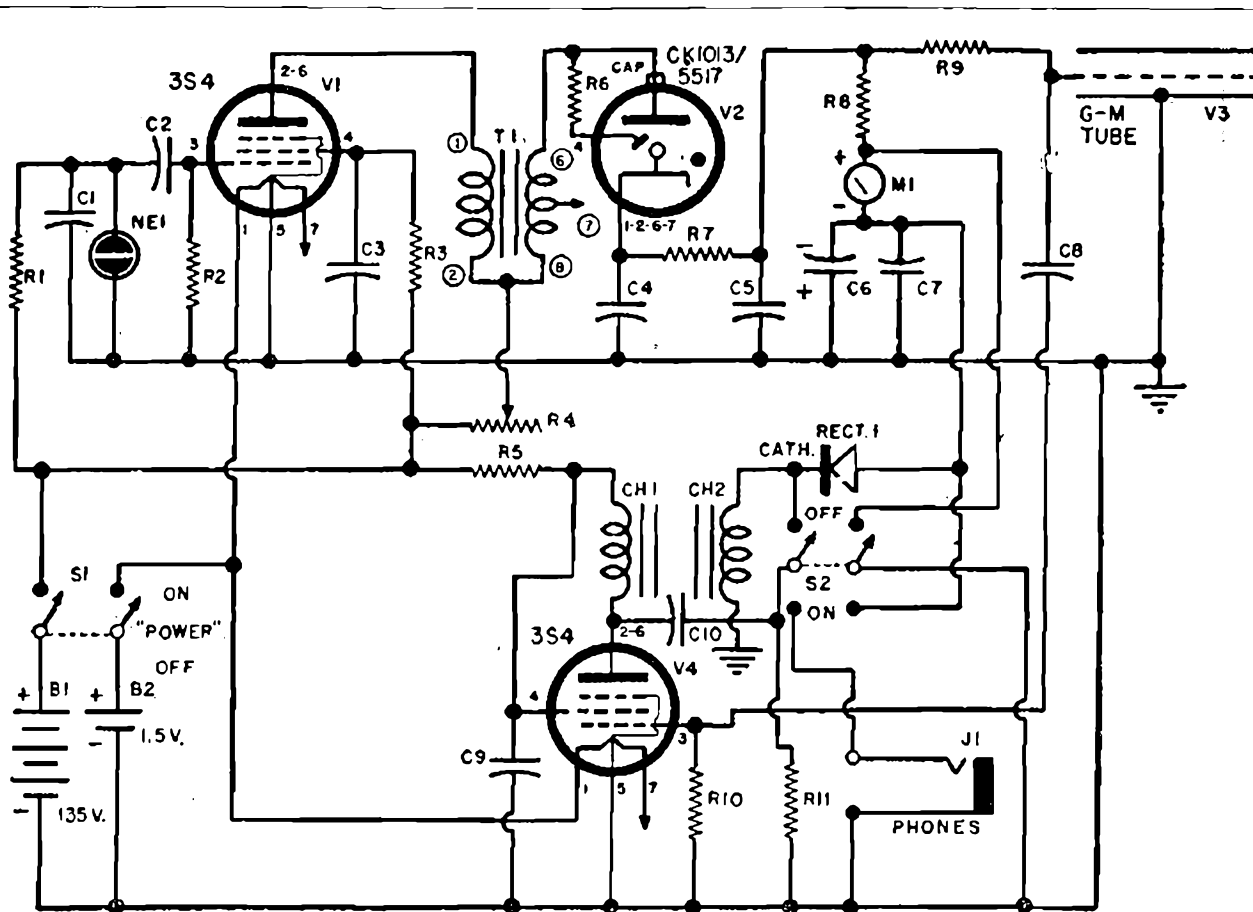 3S4
2-6
V1
C2
3
4
C1
NE1
R1
R2
1
5
7
C3
R3
T1.
1
2
6
7
8
R6
CAP
CK1013/
5517
V2
4
1-2-6-7
R7
C4
C5
R8
R9
+
M1
-
-
+
C6
C7
C8
G-M
TUBE
V3
R4
R5
CATH.
RECT.1
CH1
CH2
OFF
S2
ON
S1
ON
"POWER"
OFF
+
B1
-
135V.
+
B2
-
1.5V.
3S4
2-6
C10
V4
4
3
C9
1
5
7
R10
R11
J1
PHONES